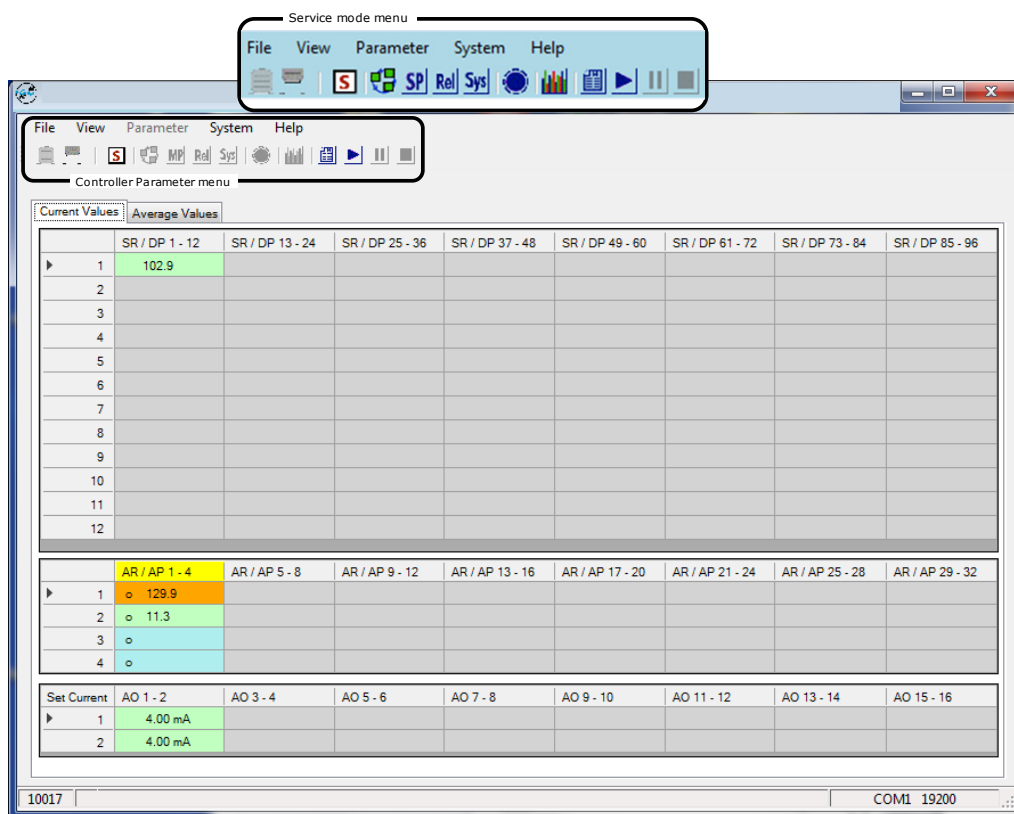 Service mode menu
File View Parameter System Help
S SP Rel Sys
File View Parameter System Help
S MP Rel Sys
Controller Parameter menu
Current Values Average Values
SR / DP 1 - 12 SR / DP 13 - 24 SR / DP 25 - 36 SR / DP 37 - 48 SR / DP 49 - 60 SR / DP 61 - 72 SR / DP 73 - 84 SR / DP 85 - 96
1 102.9
2
3
4
5
6
7
8
9
10
11
12
AR / AP 1 - 4 AR / AP 5 - 8 AR / AP 9 - 12 AR / AP 13 - 16 AR / AP 17 - 20 AR / AP 21 - 24 AR / AP 25 - 28 AR / AP 29 - 32
1 o 129.9
2 o 11.3
3 o
4 o
Set Current AO 1 - 2 AO 3 - 4 AO 5 - 6 AO 7 - 8 AO 9 - 10 AO 11 - 12 AO 13 - 14 AO 15 - 16
1 4.00 mA
2 4.00 mA
10017 COM1 19200